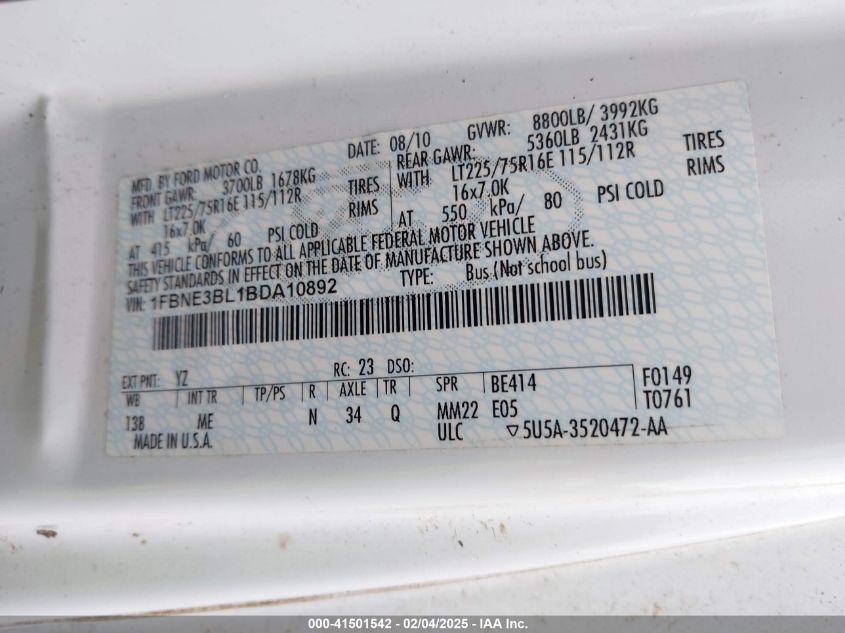 MFD. BY FORD MOTOR CO.
DATE: 08/10 GVWR: 8800LB/ 3992KG
FRONT GAWR: 3700LB 1678KG
REAR GAWR: 5360LB 2431KG
WITH LT225/75R16E 115/112R TIRES
WITH LT225/75R16E 115/112R TIRES
16x7.0K RIMS
16x7.0K RIMS
AT 415 kPa/ 60 PSI COLD
AT 550 kPa/ 80 PSI COLD
THIS VEHICLE CONFORMS TO ALL APPLICABLE FEDERAL MOTOR VEHICLE
SAFETY STANDARDS IN EFFECT ON THE DATE OF MANUFACTURE SHOWN ABOVE.
VIN: 1FBNE3BL1BDA10892 TYPE: Bus (Not school bus)
EXT PNT: YZ RC: 23 DSO:
WB INT TR TP/PS R AXLE TR SPR BE414 F0149
138 ME N 34 Q MM22 E05 T0761
MADE IN U.S.A. ULC ▽5U5A-3520472-AA
000-41501542 - 02/04/2025 - IAA Inc.